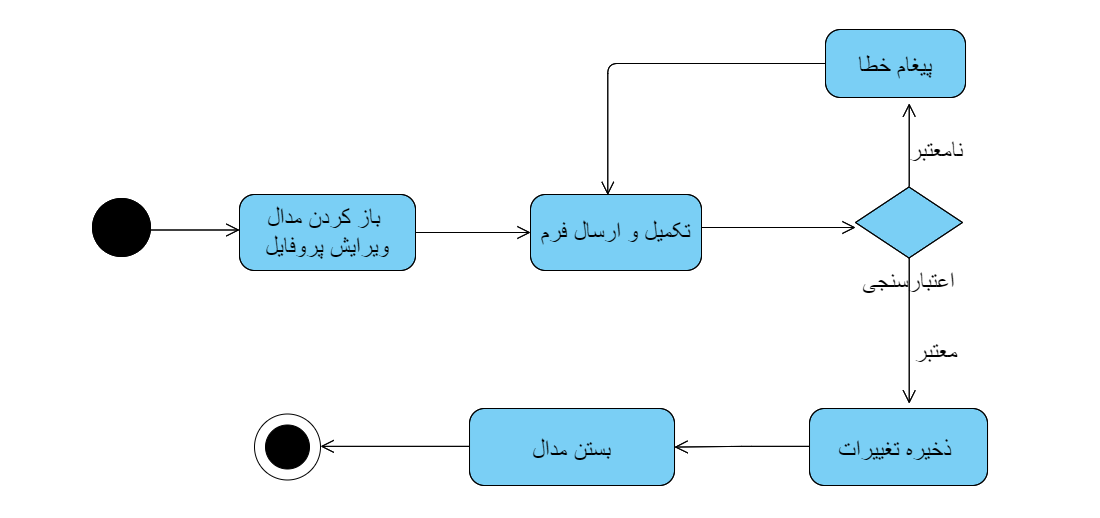 پیغام خطا
نامعتبر
باز کردن مدال
ویرایش پروفایل
تکمیل و ارسال فرم
اعتبارسنجی
معتبر
ذخیره تغییرات
بستن مدال